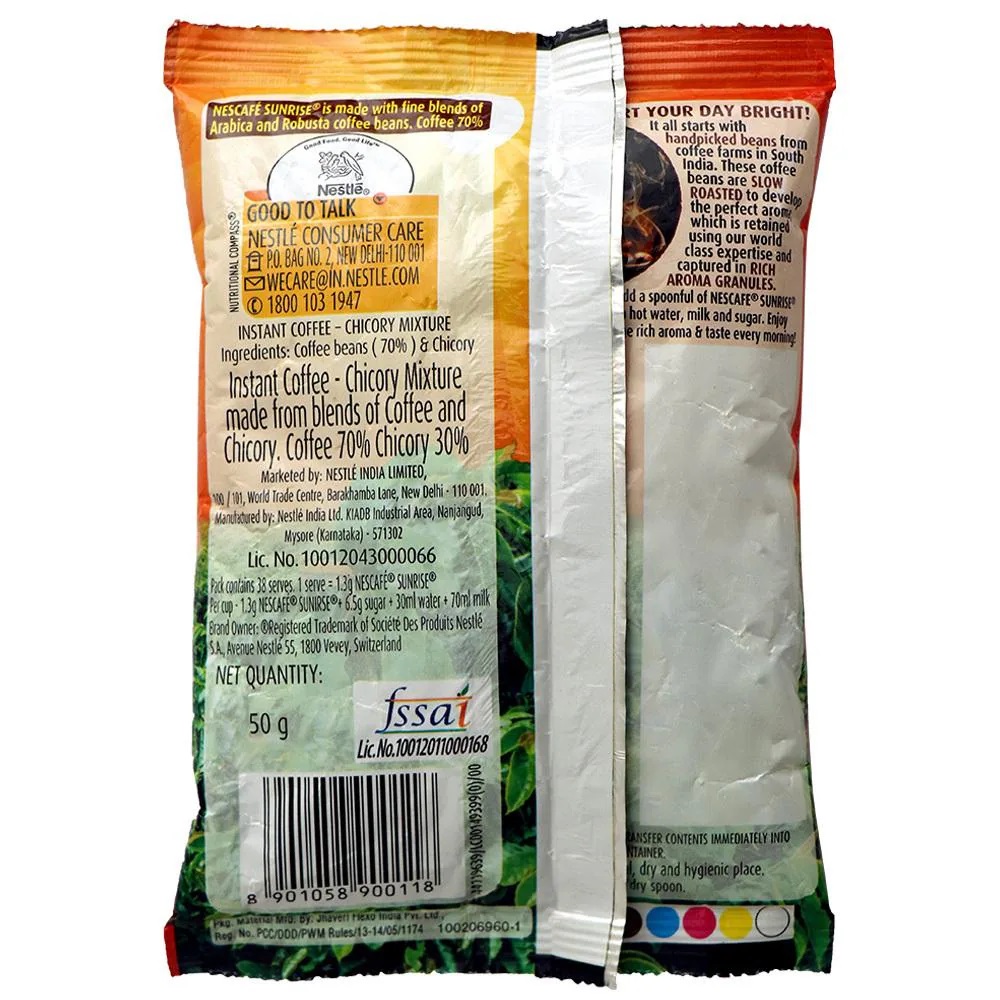 NESCAFÉ SUNRISE® is made with fine blends of
Arabica and Robusta coffee beans. Coffee 70%
Good Food, Good Life™
Nestlé®
NUTRITIONAL COMPASS®
GOOD TO TALK
NESTLÉ CONSUMER CARE
P.O. BAG NO. 2, NEW DELHI-110 001
WECARE@IN.NESTLE.COM
1800 103 1947
INSTANT COFFEE – CHICORY MIXTURE
Ingredients: Coffee beans ( 70% ) & Chicory
Instant Coffee - Chicory Mixture
made from blends of Coffee and
Chicory. Coffee 70% Chicory 30%
Marketed by: NESTLÉ INDIA LIMITED,
100 / 101, World Trade Centre, Barakhamba Lane, New Delhi - 110 001.
Manufactured by: Nestlé India Ltd. KIADB Industrial Area, Nanjangud,
Mysore (Karnataka) - 571302
Lic. No. 10012043000066
Pack contains 38 serves. 1 serve = 1.3g NESCAFÉ® SUNRISE®
Per cup - 1.3g NESCAFÉ® SUNIRSE®+ 6.5g sugar + 30ml water + 70ml milk
Brand Owner: ®Registered Trademark of Société Des Produits Nestlé
S.A., Avenue Nestlé 55, 1800 Vevey, Switzerland
NET QUANTITY:
50 g
fssai
Lic.No.10012011000168
8 901058 900118
Pkg. Material Mfd. By: Jhaveri Flexo India Pvt. Ltd.,
Reg. No. PCC/DDD/PWM Rules/13-14/05/1174 100206960-1
RT YOUR DAY BRIGHT!
It all starts with
handpicked beans from
coffee farms in South
India. These coffee
beans are SLOW
ROASTED to develop
the perfect aroma
which is retained
using our world
class expertise and
captured in RICH
AROMA GRANULES.
dd a spoonful of NESCAFÉ® SUNRISE®
hot water, milk and sugar. Enjoy
e rich aroma & taste every morning!
RANSFER CONTENTS IMMEDIATELY INTO
NTAINER.
l, dry and hygienic place.
dry spoon.